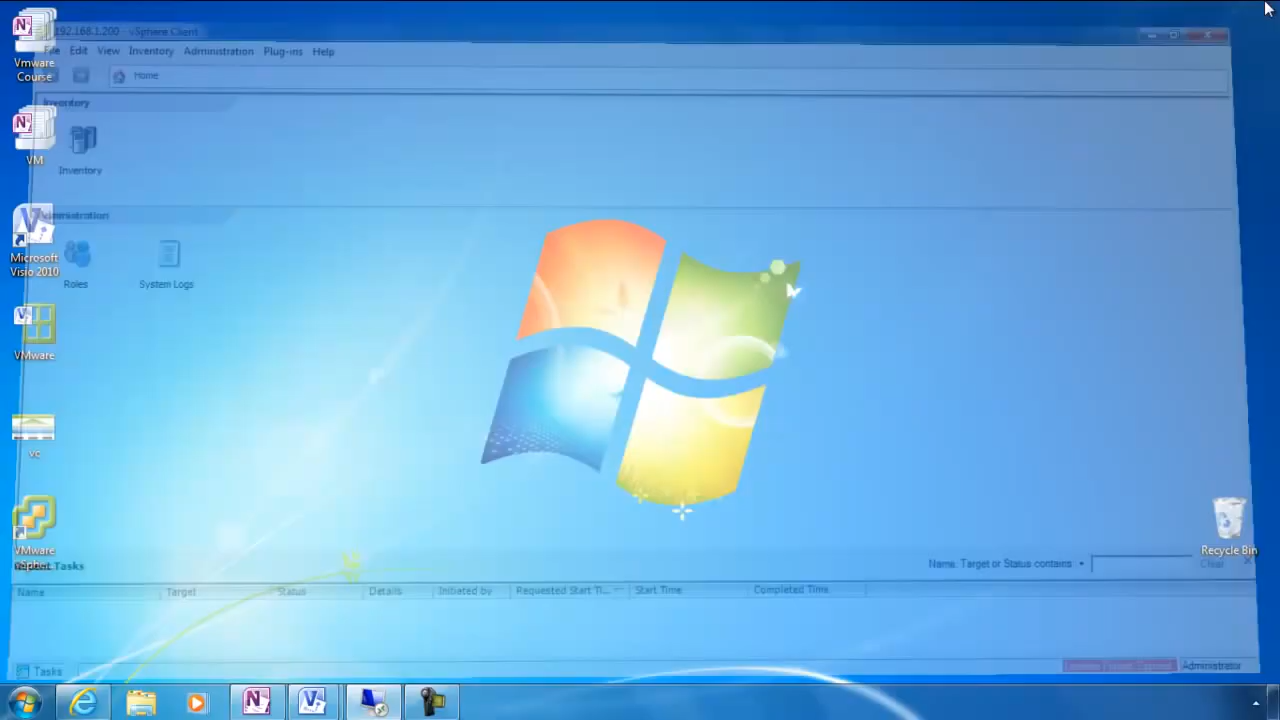 192.168.1.200 - vSphere Client
File Edit View Inventory Administration Plug-ins Help
Home
Inventory
Inventory
Administration
Roles
System Logs
Vmware
Course
VM
Microsoft
Visio 2010
VMware
vc
VMware
Recycle Bin
Tasks
Name, Target or Status contains
Clear
Name Target Status Details Initiated by Requested Start Ti... Start Time Completed Time
Tasks
Administrator